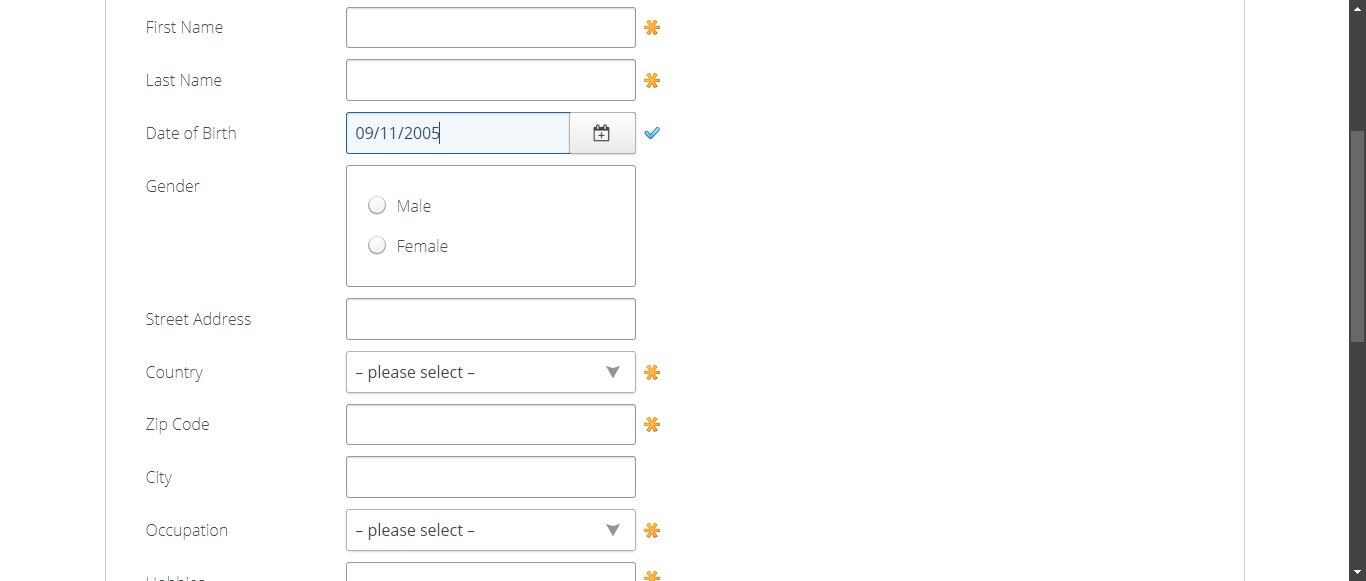 First Name
Last Name
Date of Birth 09/11/2005
Gender
Male
Female
Street Address
Country – please select –
Zip Code
City
Occupation – please select –
Hobbies